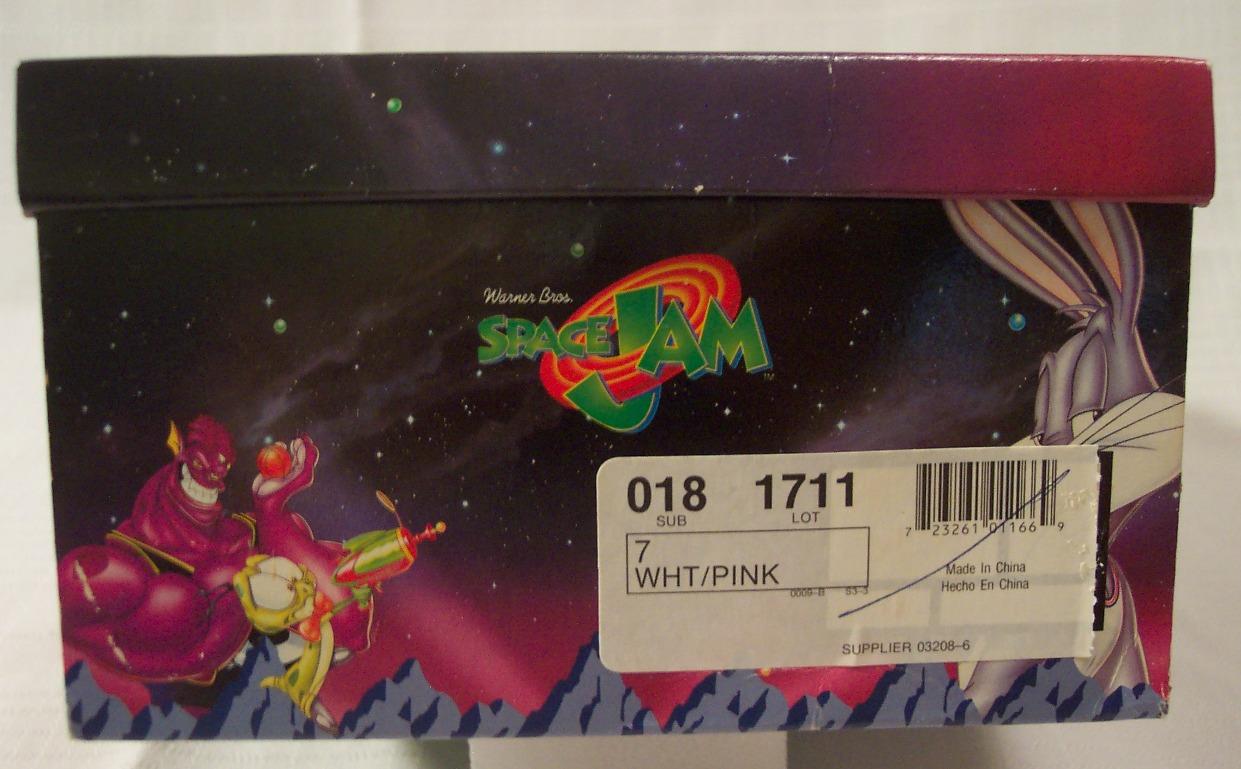 Warner Bros.
SPACE JAM
TM
018 1711
SUB LOT
7 23261 01166 9
7
WHT/PINK
0009-B S3-3
Made In China
Hecho En China
SUPPLIER 03208-6